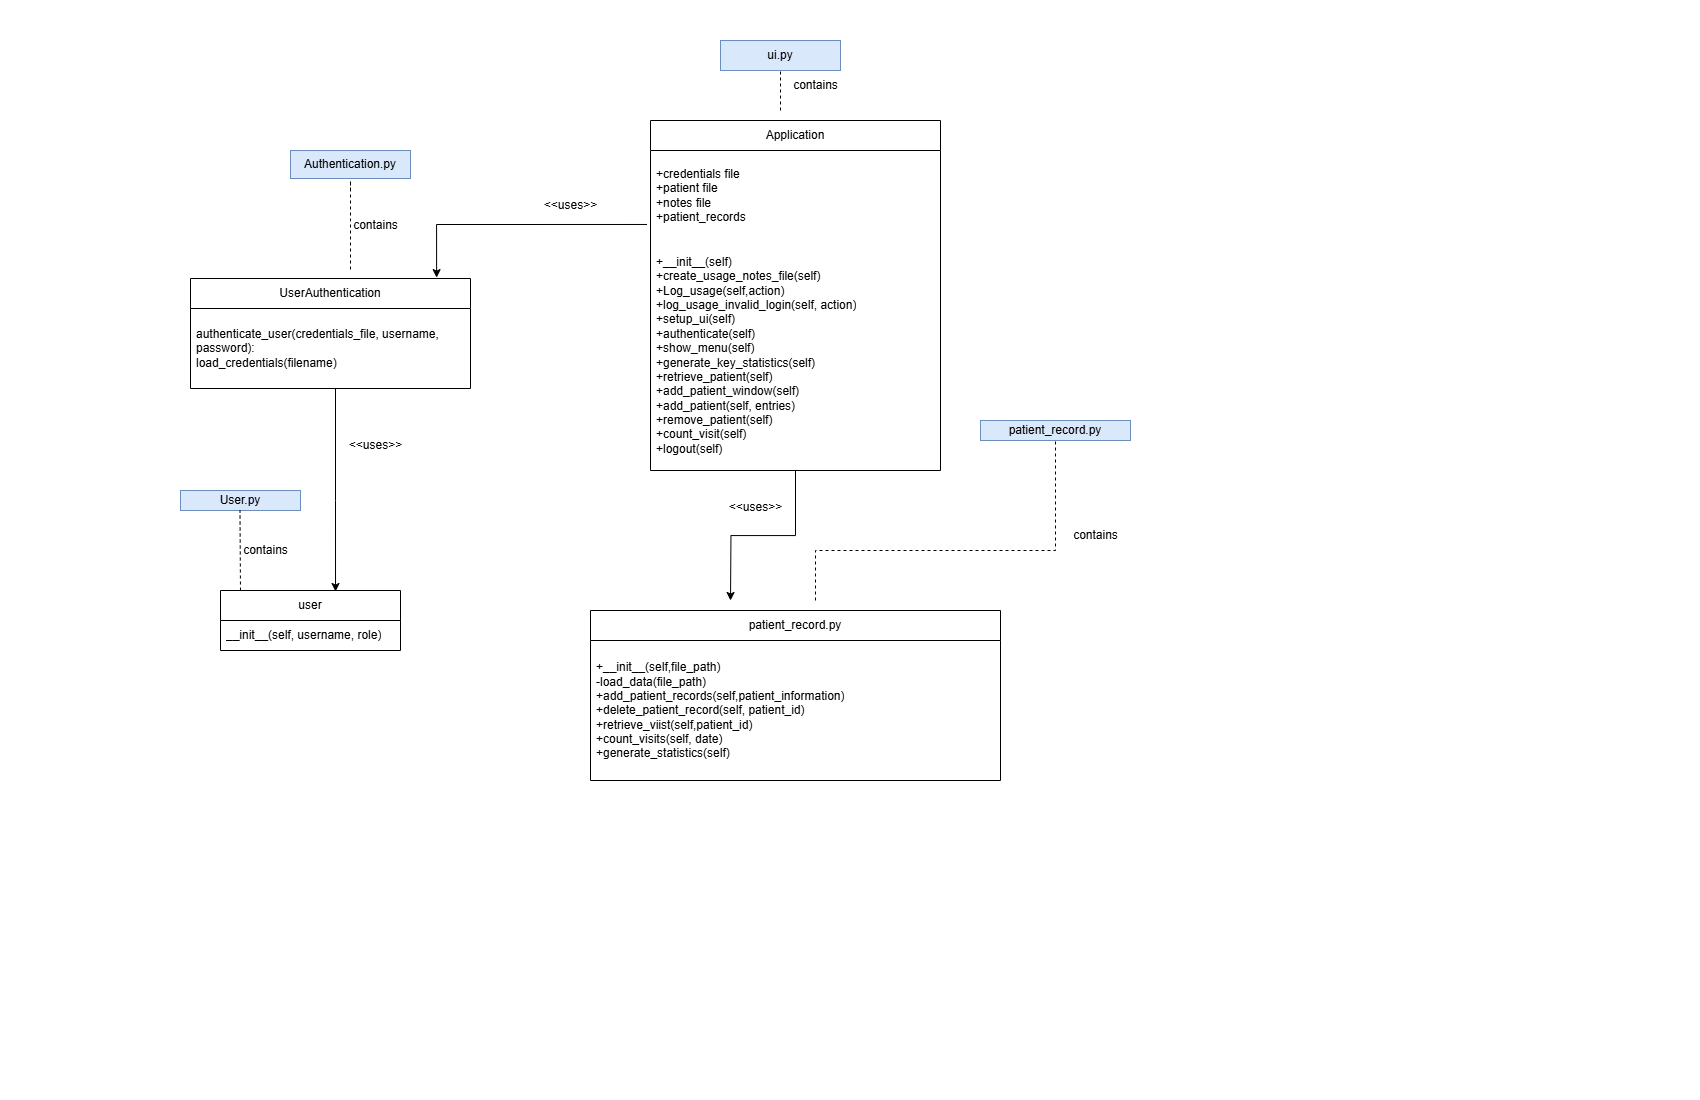 ui.py
contains
Application
+credentials file
+patient file
+notes file
+patient_records
+__init__(self)
+create_usage_notes_file(self)
+Log_usage(self,action)
+log_usage_invalid_login(self, action)
+setup_ui(self)
+authenticate(self)
+show_menu(self)
+generate_key_statistics(self)
+retrieve_patient(self)
+add_patient_window(self)
+add_patient(self, entries)
+remove_patient(self)
+count_visit(self)
+logout(self)
Authentication.py
contains
<<uses>>
UserAuthentication
authenticate_user(credentials_file, username,
password):
load_credentials(filename)
<<uses>>
User.py
contains
user
__init__(self, username, role)
<<uses>>
patient_record.py
contains
patient_record.py
+__init__(self,file_path)
-load_data(file_path)
+add_patient_records(self,patient_information)
+delete_patient_record(self, patient_id)
+retrieve_viist(self,patient_id)
+count_visits(self, date)
+generate_statistics(self)